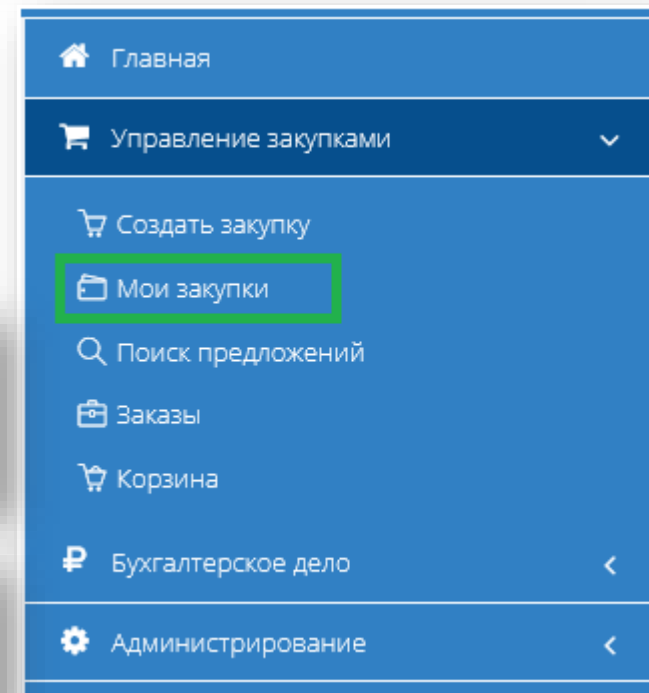 Главная
Управление закупками
Создать закупку
Мои закупки
Поиск предложений
Заказы
Корзина
Бухгалтерское дело
Администрирование